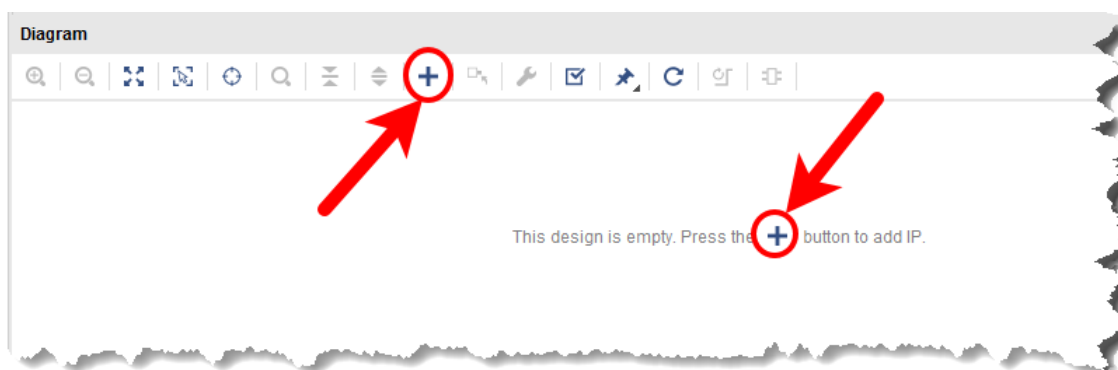 Diagram
This design is empty. Press the + button to add IP.